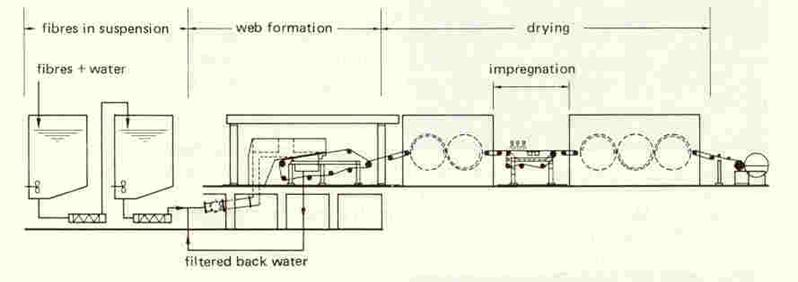 fibres in suspension
web formation
drying
fibres + water
impregnation
filtered back water